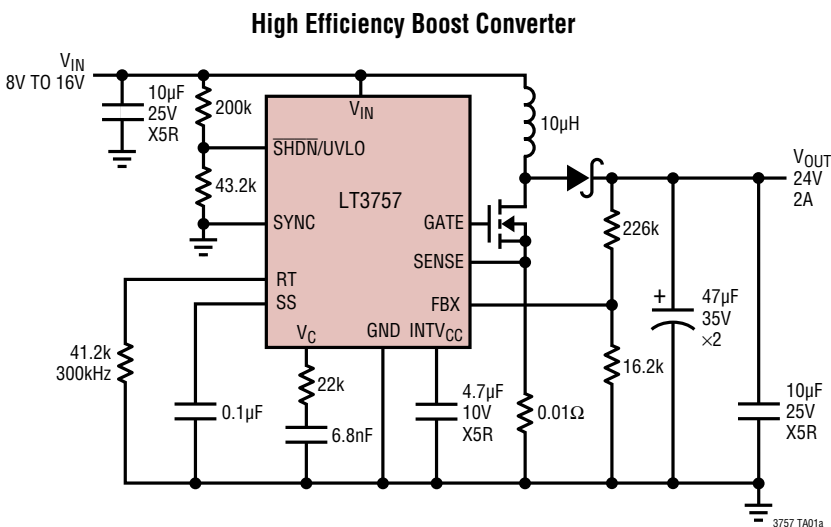 High Efficiency Boost Converter
VIN
8V TO 16V
10µF
25V
X5R
200k
43.2k
VIN
SHDN/UVLO
LT3757
SYNC
GATE
SENSE
RT
SS
FBX
VC
GND
INTVCC
10µH
VOUT
24V
2A
226k
16.2k
+
47µF
35V
×2
10µF
25V
X5R
41.2k
300kHz
0.1µF
22k
6.8nF
4.7µF
10V
X5R
0.01Ω
3757 TA01a